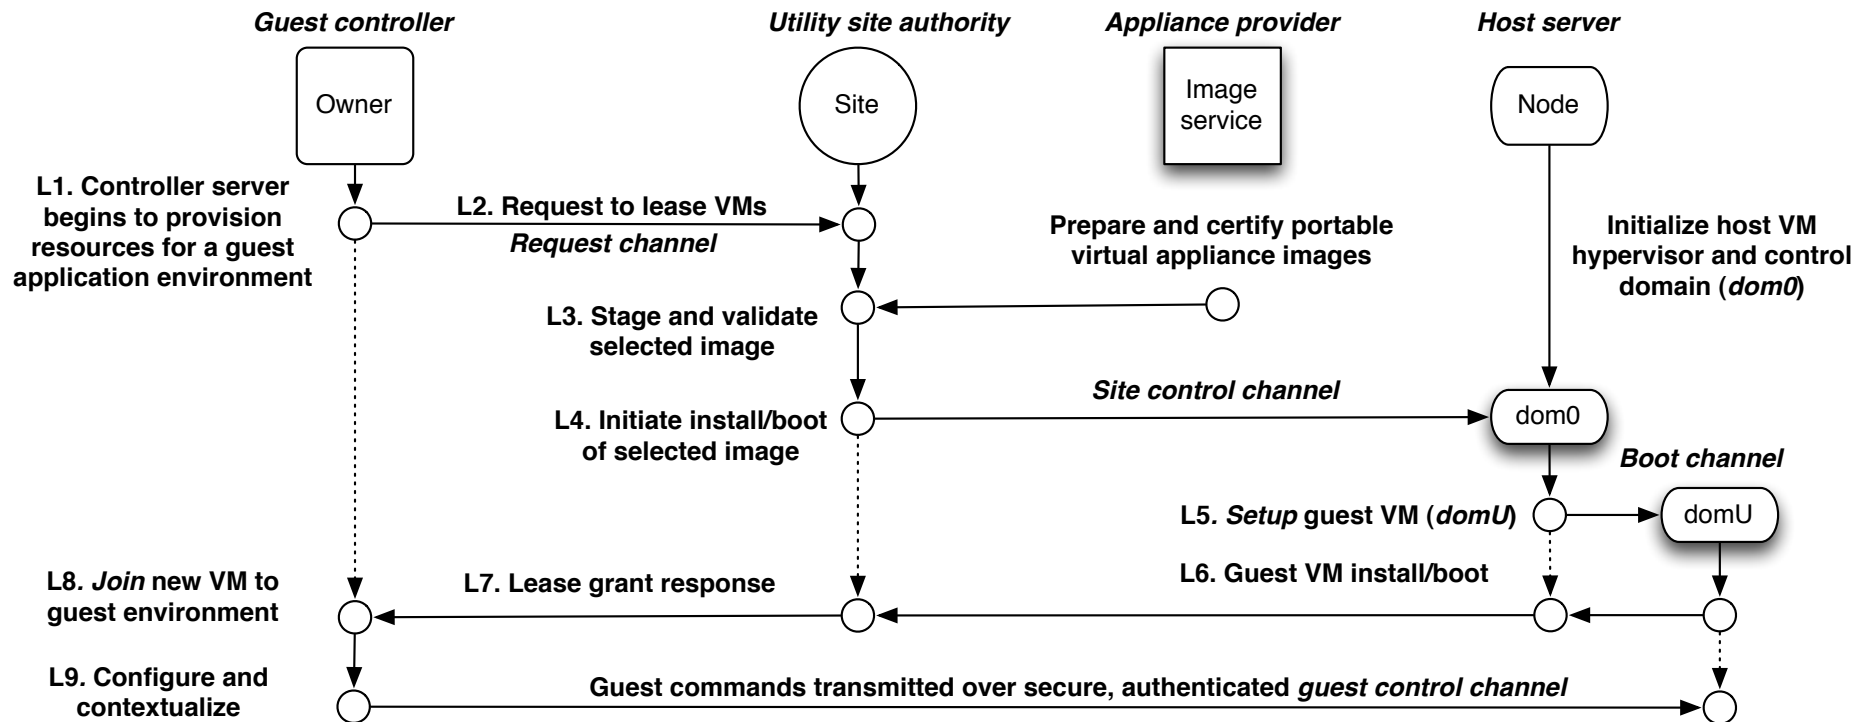 Guest controller
Utility site authority
Appliance provider
Host server
Owner
Site
Image
service
Node
L1. Controller server
begins to provision
resources for a guest
application environment
L2. Request to lease VMs
Request channel
Prepare and certify portable
virtual appliance images
Initialize host VM
hypervisor and control
domain (dom0)
L3. Stage and validate
selected image
Site control channel
L4. Initiate install/boot
of selected image
dom0
Boot channel
L5. Setup guest VM (domU)
domU
L6. Guest VM install/boot
L7. Lease grant response
L8. Join new VM to
guest environment
L9. Configure and
contextualize
Guest commands transmitted over secure, authenticated guest control channel